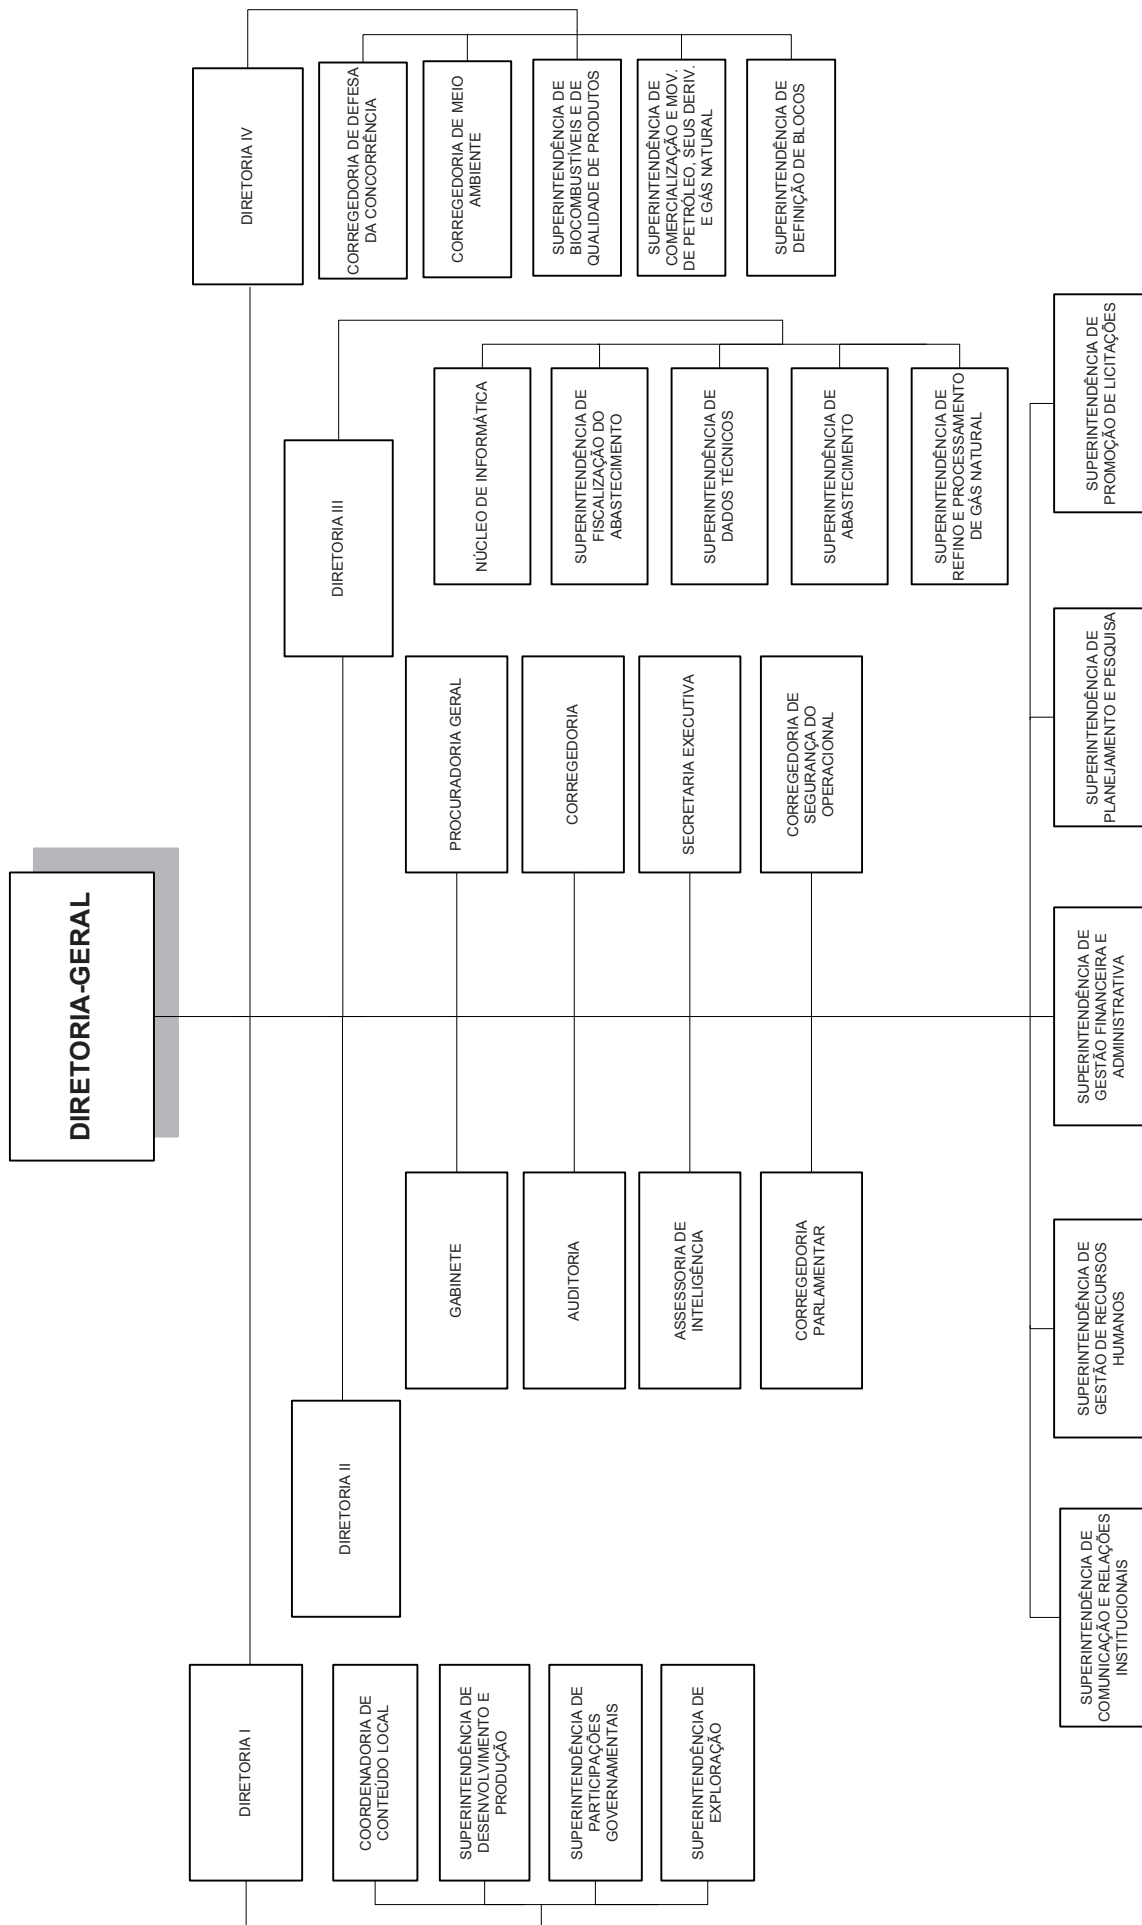 DIRETORIA-GERAL
DIRETORIA I
DIRETORIA IV
DIRETORIA II
DIRETORIA III
COORDENADORIA DE
CONTEÚDO LOCAL
SUPERINTENDÊNCIA DE
DESENVOLVIMENTO E
PRODUÇÃO
SUPERINTENDÊNCIA DE
PARTICIPAÇÕES
GOVERNAMENTAIS
SUPERINTENDÊNCIA DE
EXPLORAÇÃO
GABINETE
PROCURADORIA GERAL
AUDITORIA
CORREGEDORIA
ASSESSORIA DE
INTELIGÊNCIA
SECRETARIA EXECUTIVA
CORREGEDORIA
PARLAMENTAR
CORREGEDORIA DE
SEGURANÇA DO
OPERACIONAL
NÚCLEO DE INFORMÁTICA
SUPERINTENDÊNCIA DE
FISCALIZAÇÃO DO
ABASTECIMENTO
SUPERINTENDÊNCIA DE
DADOS TÉCNICOS
SUPERINTENDÊNCIA DE
ABASTECIMENTO
SUPERINTENDÊNCIA DE
REFINO E PROCESSAMENTO
DE GÁS NATURAL
CORREGEDORIA DE DEFESA
DA CONCORRÊNCIA
CORREGEDORIA DE MEIO
AMBIENTE
SUPERINTENDÊNCIA DE
BIOCOMBUSTÍVEIS E DE
QUALIDADE DE PRODUTOS
SUPERINTENDÊNCIA DE
COMERCIALIZAÇÃO E MOV.
DE PETRÓLEO, SEUS DERIV.
E GÁS NATURAL
SUPERINTENDÊNCIA DE
DEFINIÇÃO DE BLOCOS
SUPERINTENDÊNCIA DE
COMUNICAÇÃO E RELAÇÕES
INSTITUCIONAIS
SUPERINTENDÊNCIA DE
GESTÃO DE RECURSOS
HUMANOS
SUPERINTENDÊNCIA DE
GESTÃO FINANCEIRA E
ADMINISTRATIVA
SUPERINTENDÊNCIA DE
PLANEJAMENTO E PESQUISA
SUPERINTENDÊNCIA DE
PROMOÇÃO DE LICITAÇÕES